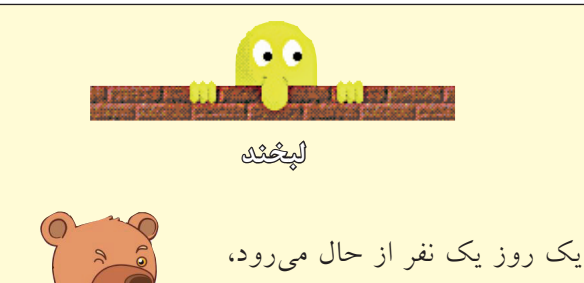 لبخند
یک روز یک نفر از حال می‌رود،